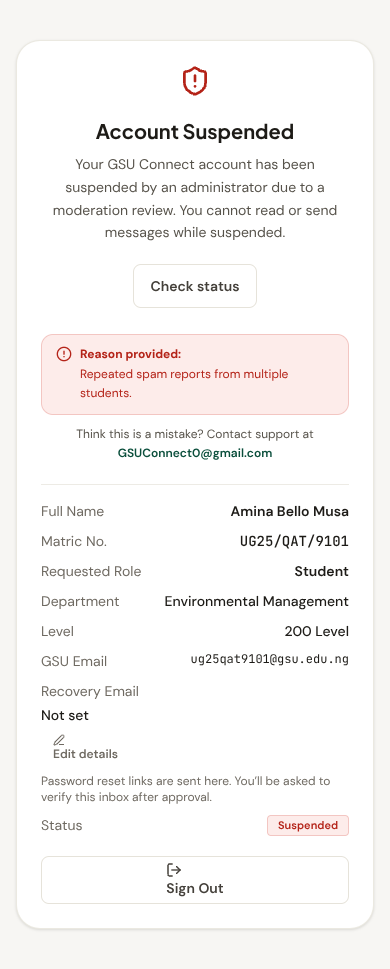 Account Suspended
Your GSU Connect account has been
suspended by an administrator due to a
moderation review. You cannot read or send
messages while suspended.
Check status
Reason provided:
Repeated spam reports from multiple
students.
Think this is a mistake? Contact support at
GSUConnect0@gmail.com
Full Name Amina Bello Musa
Matric No. UG25/QAT/9101
Requested Role Student
Department Environmental Management
Level 200 Level
GSU Email ug25qat9101@gsu.edu.ng
Recovery Email
Not set
Edit details
Password reset links are sent here. You’ll be asked to
verify this inbox after approval.
Status Suspended
Sign Out